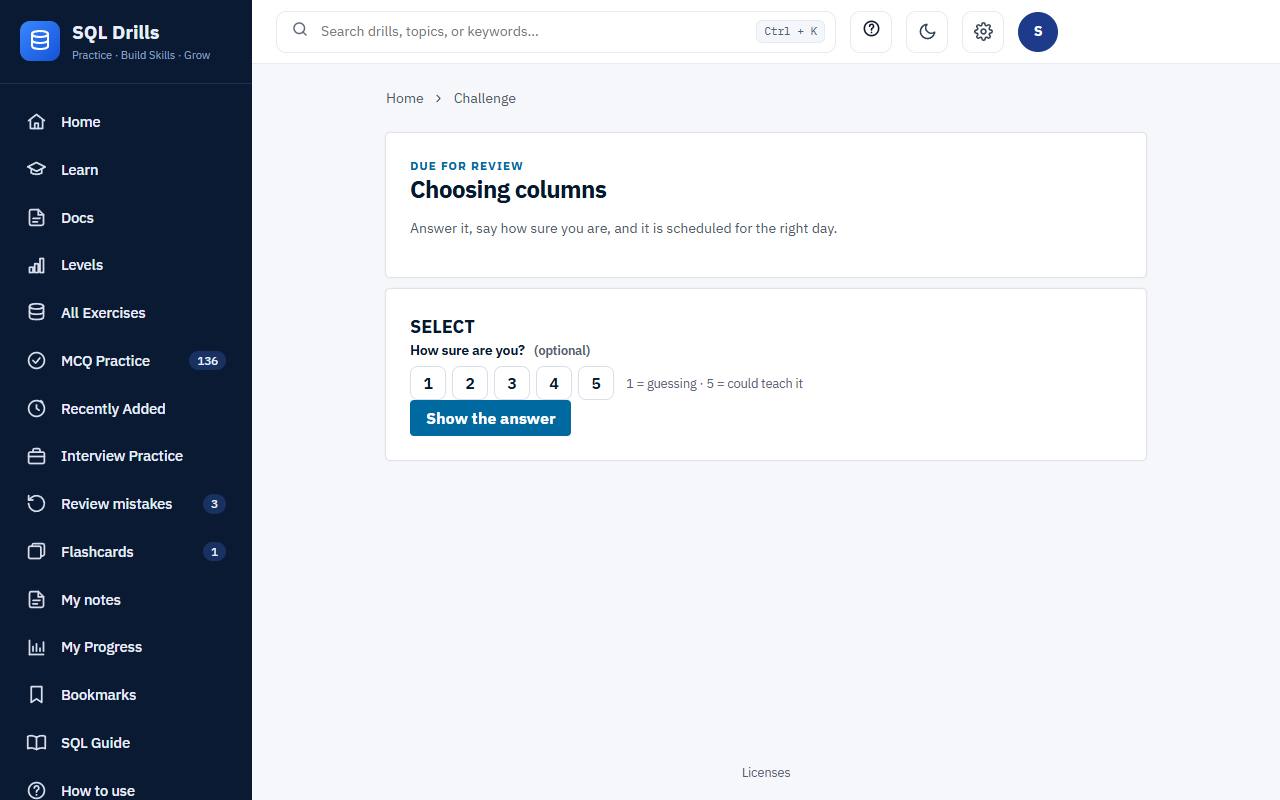 SQL Drills
Practice · Build Skills · Grow
Home
Learn
Docs
Levels
All Exercises
MCQ Practice 136
Recently Added
Interview Practice
Review mistakes 3
Flashcards 1
My notes
My Progress
Bookmarks
SQL Guide
How to use
Search drills, topics, or keywords... Ctrl + K S
Home › Challenge
DUE FOR REVIEW
Choosing columns
Answer it, say how sure you are, and it is scheduled for the right day.
SELECT
How sure are you? (optional)
1 2 3 4 5 1 = guessing · 5 = could teach it
Show the answer
Licenses